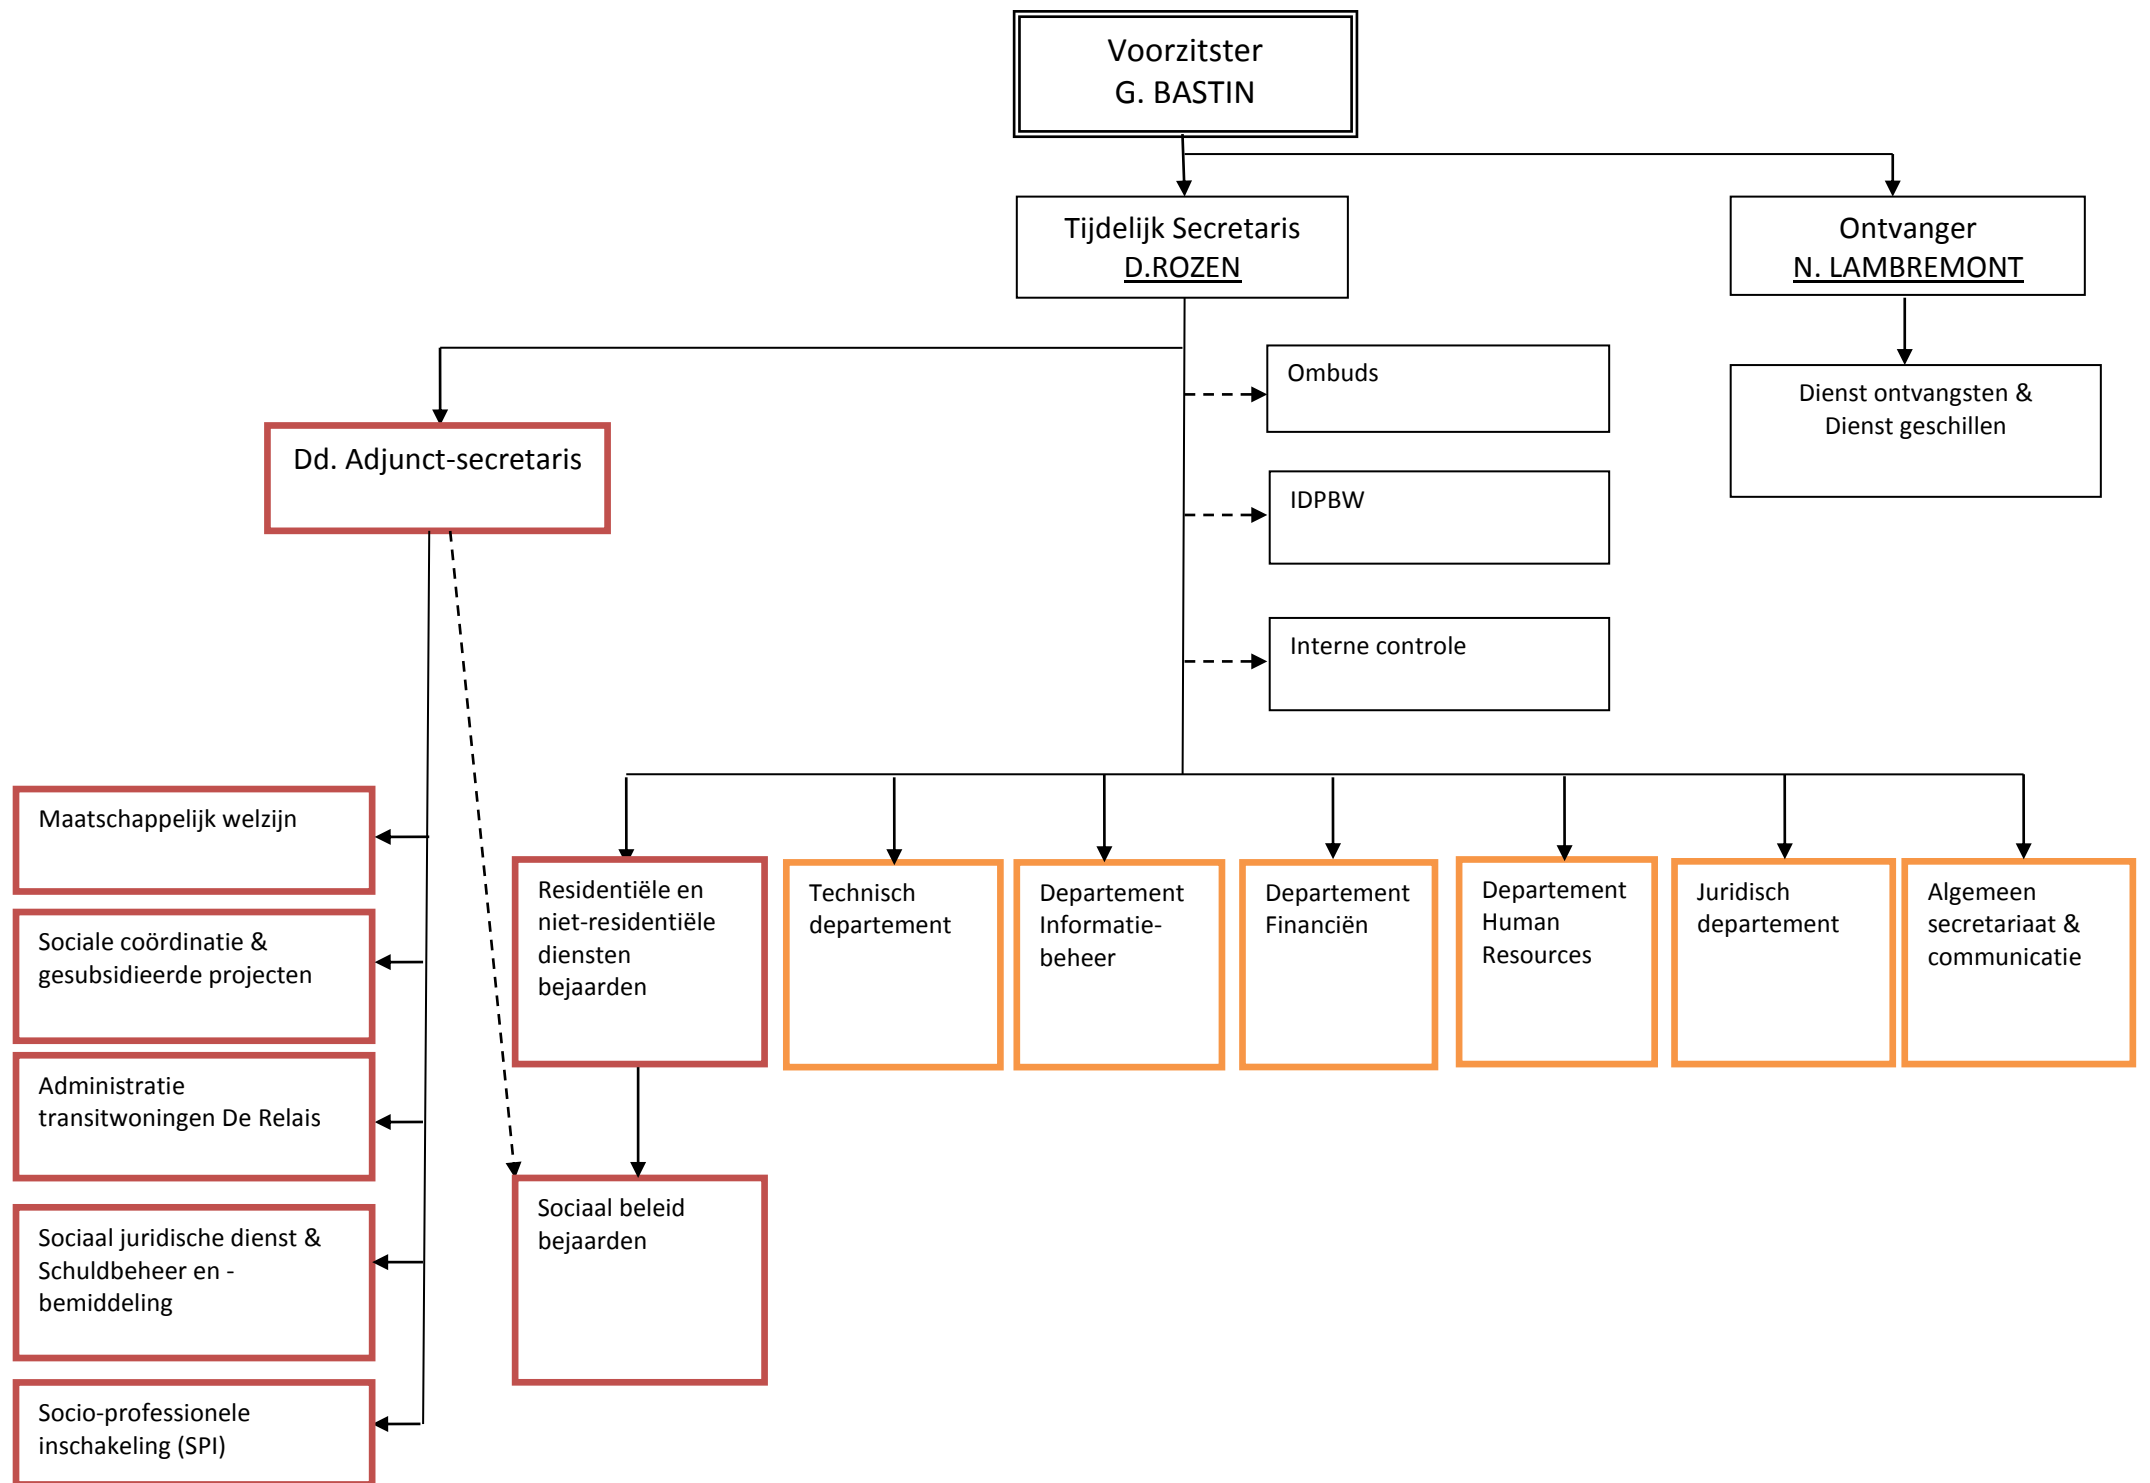 Voorzitster
G. BASTIN
Tijdelijk Secretaris
D.ROZEN
Ontvanger
N. LAMBREMONT
Ombuds
Dienst ontvangsten &
Dienst geschillen
Dd. Adjunct-secretaris
IDPBW
Interne controle
Maatschappelijk welzijn
Sociale coördinatie &
gesubsidieerde projecten
Administratie
transitwoningen De Relais
Sociaal juridische dienst &
Schuldbeheer en -
bemiddeling
Socio-professionele
inschakeling (SPI)
Residentiële en
niet-residentiële
diensten
bejaarden
Technisch
departement
Departement
Informatie-
beheer
Departement
Financiën
Departement
Human
Resources
Juridisch
departement
Algemeen
secretariaat &
communicatie
Sociaal beleid
bejaarden